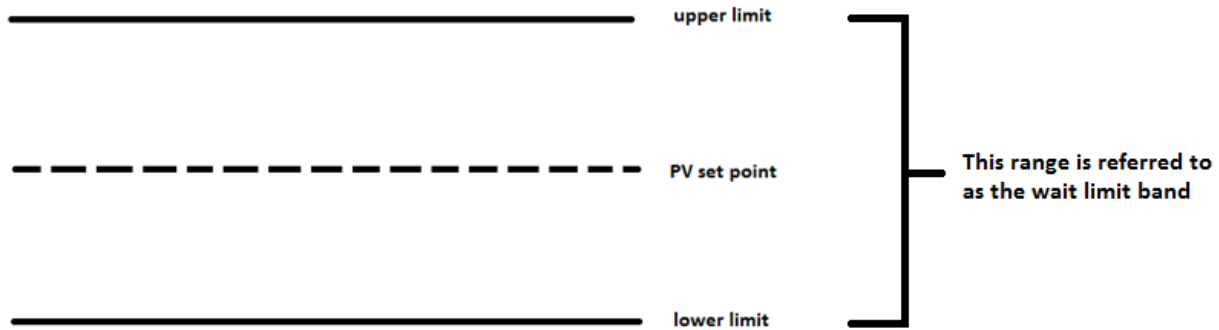 upper limit
PV set point
This range is referred to
as the wait limit band
lower limit